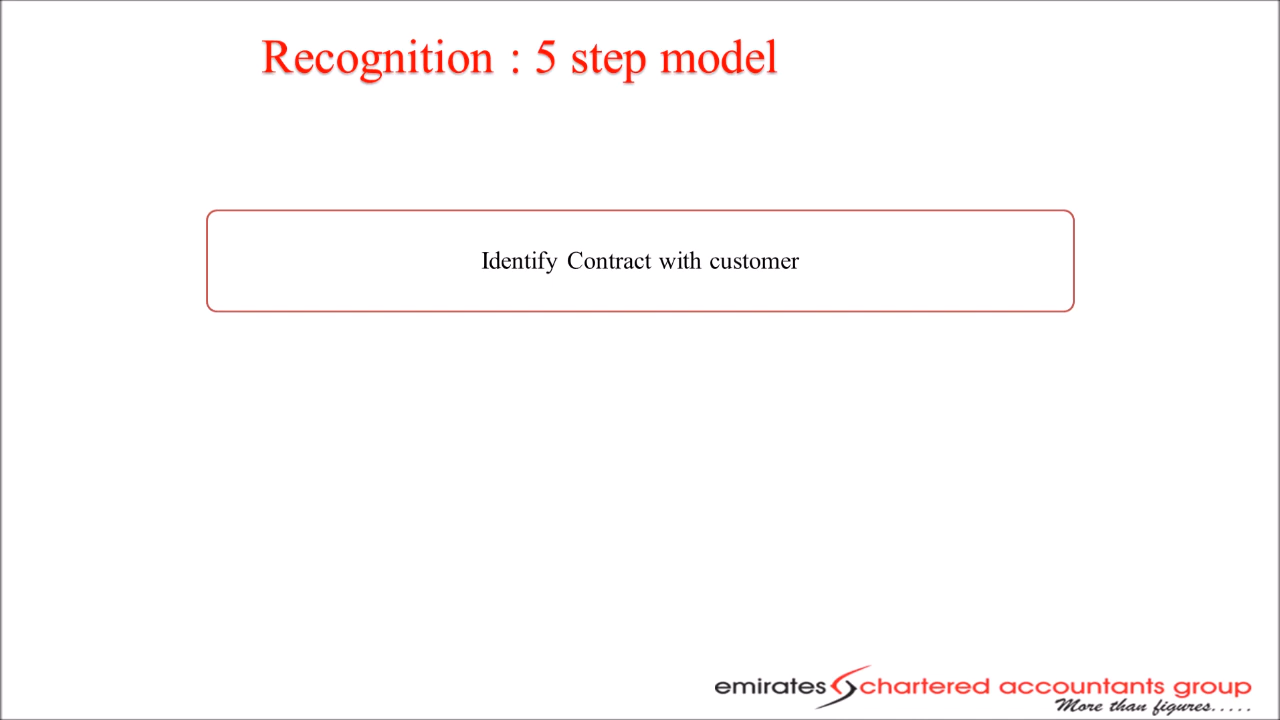 Recognition : 5 step model
Identify Contract with customer
emirates chartered accountants group
More than figures.....